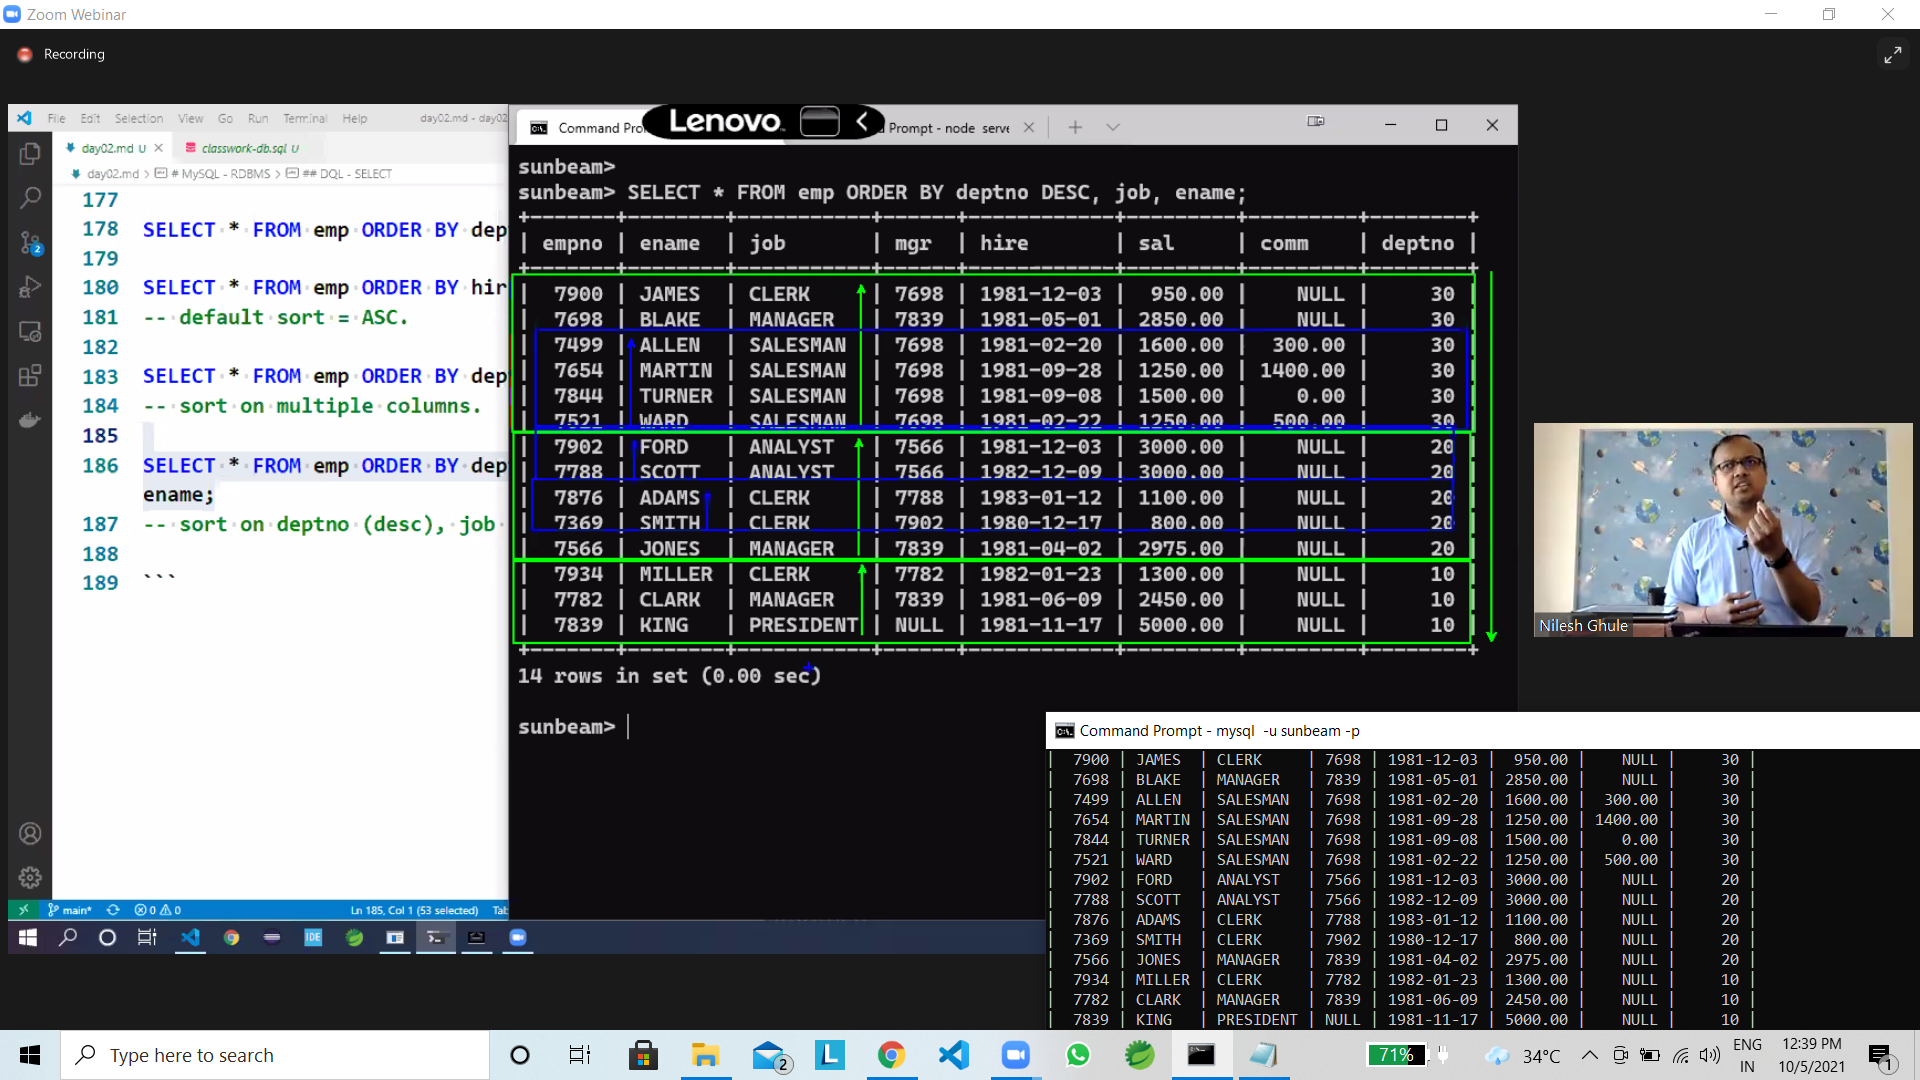 Zoom Webinar
Recording
File Edit Selection View Go Run Terminal Help day02.md - day02
day02.md U classwork-db.sql U
day02.md > # MySQL - RDBMS > ## DQL - SELECT
177
178 SELECT * FROM emp ORDER BY dep
179
180 SELECT * FROM emp ORDER BY hir
181 -- default sort = ASC.
182
183 SELECT * FROM emp ORDER BY dep
184 -- sort on multiple columns.
185
186 SELECT * FROM emp ORDER BY dep
ename;
187 -- sort on deptno (desc), job
188
189 ```
main* 0 0 Ln 185, Col 1 (53 selected) Tab
Command Pro Lenovo Prompt - node serve
sunbeam>
sunbeam> SELECT * FROM emp ORDER BY deptno DESC, job, ename;
| empno | ename | job | mgr | hire | sal | comm | deptno |
| 7900 | JAMES | CLERK | 7698 | 1981-12-03 | 950.00 | NULL | 30 |
| 7698 | BLAKE | MANAGER | 7839 | 1981-05-01 | 2850.00 | NULL | 30 |
| 7499 | ALLEN | SALESMAN | 7698 | 1981-02-20 | 1600.00 | 300.00 | 30 |
| 7654 | MARTIN | SALESMAN | 7698 | 1981-09-28 | 1250.00 | 1400.00 | 30 |
| 7844 | TURNER | SALESMAN | 7698 | 1981-09-08 | 1500.00 | 0.00 | 30 |
| 7521 | WARD | SALESMAN | 7698 | 1981-02-22 | 1250.00 | 500.00 | 30 |
| 7902 | FORD | ANALYST | 7566 | 1981-12-03 | 3000.00 | NULL | 20 |
| 7788 | SCOTT | ANALYST | 7566 | 1982-12-09 | 3000.00 | NULL | 20 |
| 7876 | ADAMS | CLERK | 7788 | 1983-01-12 | 1100.00 | NULL | 20 |
| 7369 | SMITH | CLERK | 7902 | 1980-12-17 | 800.00 | NULL | 20 |
| 7566 | JONES | MANAGER | 7839 | 1981-04-02 | 2975.00 | NULL | 20 |
| 7934 | MILLER | CLERK | 7782 | 1982-01-23 | 1300.00 | NULL | 10 |
| 7782 | CLARK | MANAGER | 7839 | 1981-06-09 | 2450.00 | NULL | 10 |
| 7839 | KING | PRESIDENT | NULL | 1981-11-17 | 5000.00 | NULL | 10 |
14 rows in set (0.00 sec)
sunbeam>
Nilesh Ghule
Command Prompt - mysql -u sunbeam -p
| 7900 | JAMES | CLERK | 7698 | 1981-12-03 | 950.00 | NULL | 30 |
| 7698 | BLAKE | MANAGER | 7839 | 1981-05-01 | 2850.00 | NULL | 30 |
| 7499 | ALLEN | SALESMAN | 7698 | 1981-02-20 | 1600.00 | 300.00 | 30 |
| 7654 | MARTIN | SALESMAN | 7698 | 1981-09-28 | 1250.00 | 1400.00 | 30 |
| 7844 | TURNER | SALESMAN | 7698 | 1981-09-08 | 1500.00 | 0.00 | 30 |
| 7521 | WARD | SALESMAN | 7698 | 1981-02-22 | 1250.00 | 500.00 | 30 |
| 7902 | FORD | ANALYST | 7566 | 1981-12-03 | 3000.00 | NULL | 20 |
| 7788 | SCOTT | ANALYST | 7566 | 1982-12-09 | 3000.00 | NULL | 20 |
| 7876 | ADAMS | CLERK | 7788 | 1983-01-12 | 1100.00 | NULL | 20 |
| 7369 | SMITH | CLERK | 7902 | 1980-12-17 | 800.00 | NULL | 20 |
| 7566 | JONES | MANAGER | 7839 | 1981-04-02 | 2975.00 | NULL | 20 |
| 7934 | MILLER | CLERK | 7782 | 1982-01-23 | 1300.00 | NULL | 10 |
| 7782 | CLARK | MANAGER | 7839 | 1981-06-09 | 2450.00 | NULL | 10 |
| 7839 | KING | PRESIDENT | NULL | 1981-11-17 | 5000.00 | NULL | 10 |
Type here to search
2
L
71%
34°C
ENG
IN
12:39 PM
10/5/2021
1